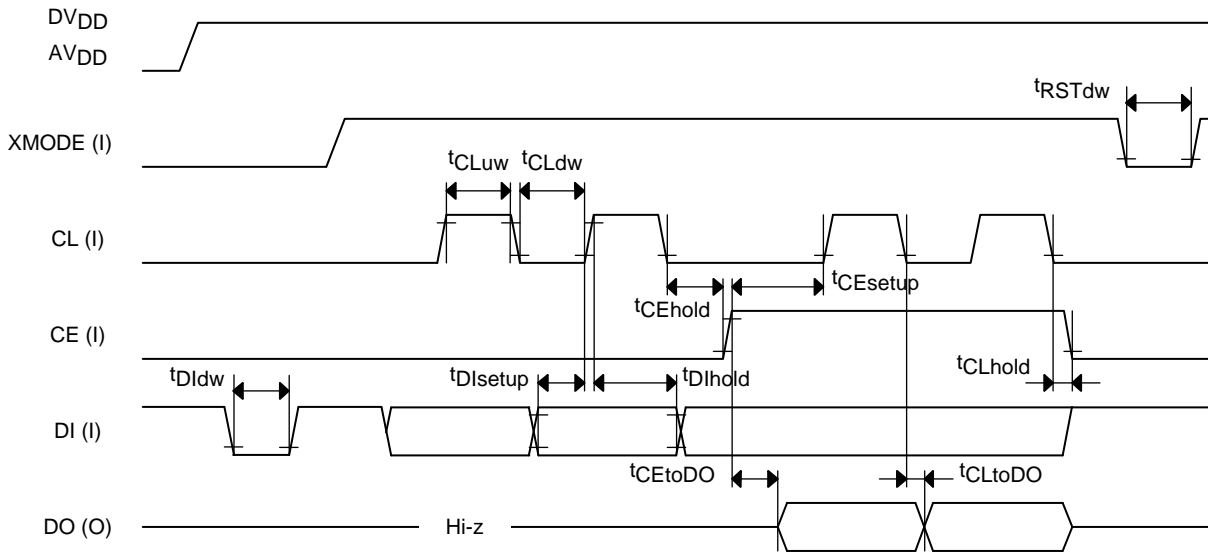 DVDD
AVDD
tRSTdw
XMODE (I)
tCLuw tCLdw
CL (I)
tCEhold tCEsetup
CE (I)
tDIdw tDIsetup tDIhold tCLhold
DI (I)
tCEtoDO tCLtoDO
DO (O) Hi-z